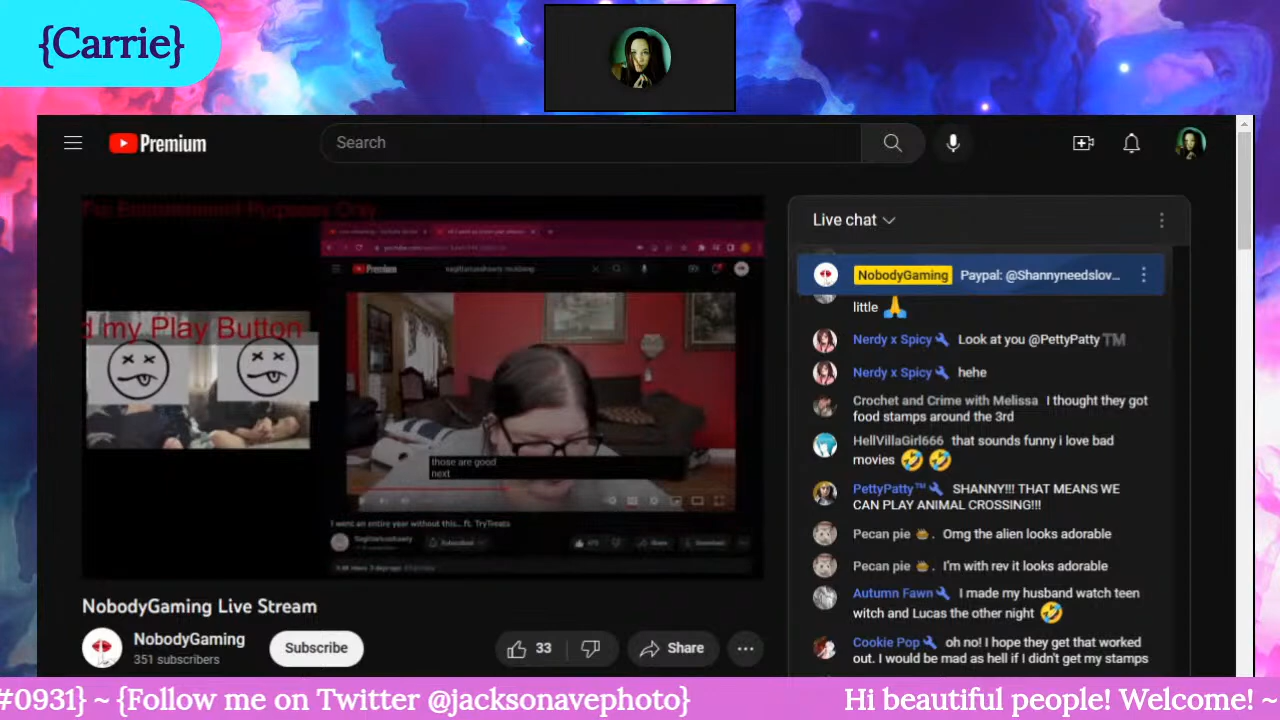 {Carrie}
Premium
Search
For Entertainment Purposes Only
d my Play Button
Premium
those are good
next
I went an entire year without this... ft. TryTreats
NobodyGaming Live Stream
NobodyGaming
351 subscribers
Subscribe
33
Share
Live chat
NobodyGaming Paypal: @Shannyneedslov...
little 🙏
Nerdy x Spicy Look at you @PettyPatty™️
Nerdy x Spicy hehe
Crochet and Crime with Melissa I thought they got
food stamps around the 3rd
HellVillaGirl666 that sounds funny i love bad
movies 🤣 🤣
PettyPatty™ SHANNY!!! THAT MEANS WE
CAN PLAY ANIMAL CROSSING!!!
Pecan pie . Omg the alien looks adorable
Pecan pie . I'm with rev it looks adorable
Autumn Fawn I made my husband watch teen
witch and Lucas the other night 🤣
Cookie Pop oh no! I hope they get that worked
out. I would be mad as hell if I didn't get my stamps
#0931} ~ {Follow me on Twitter @jacksonavephoto}
Hi beautiful people! Welcome! ~